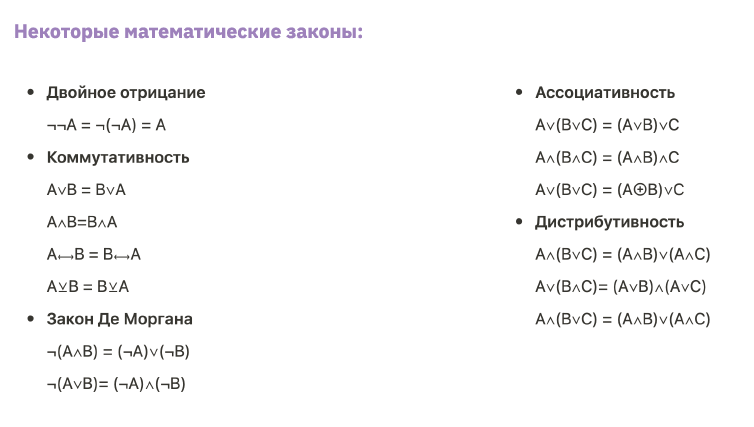 Некоторые математические законы:
• Двойное отрицание
¬¬A = ¬(¬A) = A
• Коммутативность
A∨B = B∨A
A∧B=B∧A
A⟷B = B⟷A
A⊻B = B⊻A
• Закон Де Моргана
¬(A∧B) = (¬A)∨(¬B)
¬(A∨B)= (¬A)∧(¬B)
• Ассоциативность
A∨(B∨C) = (A∨B)∨C
A∧(B∧C) = (A∧B)∧C
A∨(B∨C) = (A⊕B)∨C
• Дистрибутивность
A∧(B∨C) = (A∧B)∨(A∧C)
A∨(B∧C)= (A∨B)∧(A∨C)
A∧(B∨C) = (A∧B)∨(A∧C)